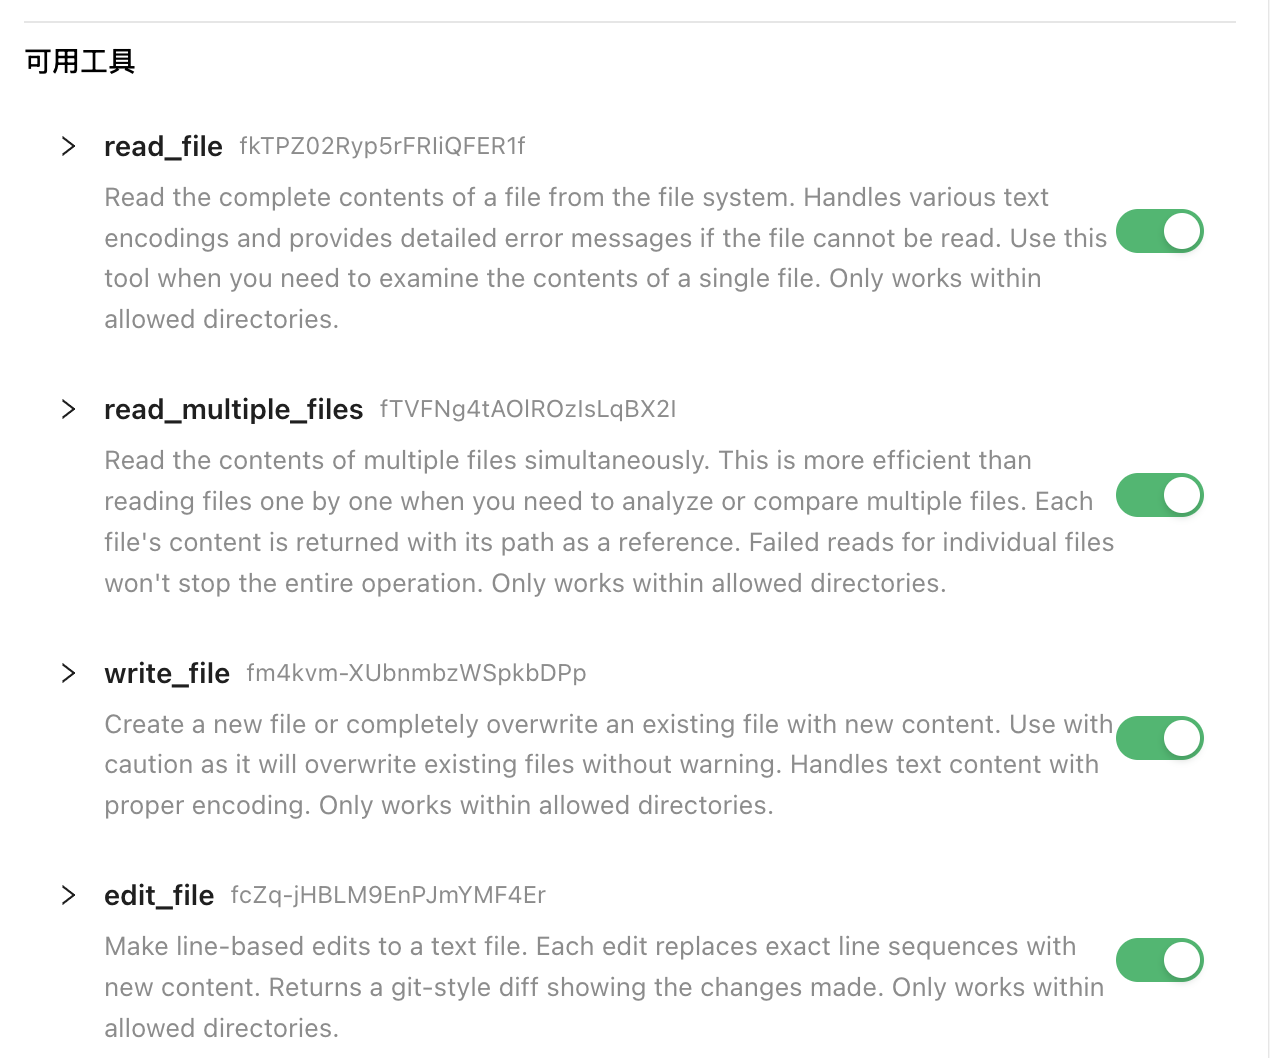 可用工具
read_file fkTPZ02Ryp5rFRIiQFER1f
Read the complete contents of a file from the file system. Handles various text
encodings and provides detailed error messages if the file cannot be read. Use this
tool when you need to examine the contents of a single file. Only works within
allowed directories.
read_multiple_files fTVFNg4tAOlROzIsLqBX2I
Read the contents of multiple files simultaneously. This is more efficient than
reading files one by one when you need to analyze or compare multiple files. Each
file's content is returned with its path as a reference. Failed reads for individual files
won't stop the entire operation. Only works within allowed directories.
write_file fm4kvm-XUbnmbzWSpkbDPp
Create a new file or completely overwrite an existing file with new content. Use with
caution as it will overwrite existing files without warning. Handles text content with
proper encoding. Only works within allowed directories.
edit_file fcZq-jHBLM9EnPJmYMF4Er
Make line-based edits to a text file. Each edit replaces exact line sequences with
new content. Returns a git-style diff showing the changes made. Only works within
allowed directories.